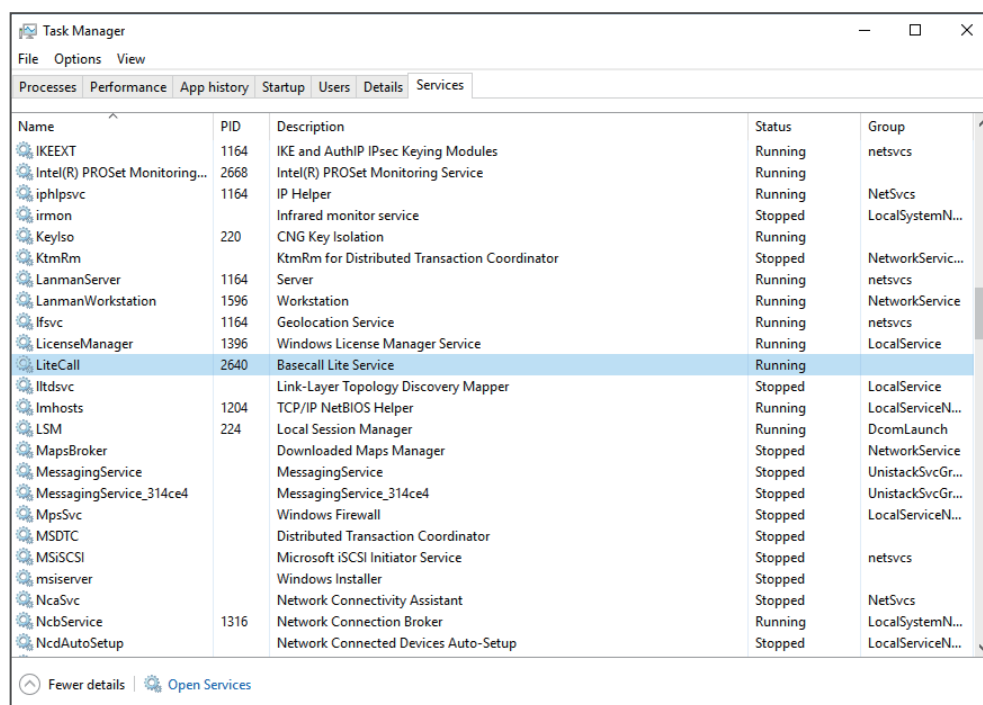 Task Manager
File Options View
Processes Performance App history Startup Users Details Services
Name PID Description Status Group
IKEEXT 1164 IKE and AuthIP IPsec Keying Modules Running netsvcs
Intel(R) PROSet Monitoring... 2668 Intel(R) PROSet Monitoring Service Running
iphlpsvc 1164 IP Helper Running NetSvcs
irmon Infrared monitor service Stopped LocalSystemN...
KeyIso 220 CNG Key Isolation Running
KtmRm KtmRm for Distributed Transaction Coordinator Stopped NetworkServic...
LanmanServer 1164 Server Running netsvcs
LanmanWorkstation 1596 Workstation Running NetworkService
lfsvc 1164 Geolocation Service Running netsvcs
LicenseManager 1396 Windows License Manager Service Running LocalService
LiteCall 2640 Basecall Lite Service Running
lltdsvc Link-Layer Topology Discovery Mapper Stopped LocalService
lmhosts 1204 TCP/IP NetBIOS Helper Running LocalServiceN...
LSM 224 Local Session Manager Running DcomLaunch
MapsBroker Downloaded Maps Manager Stopped NetworkService
MessagingService MessagingService Stopped UnistackSvcGr...
MessagingService_314ce4 MessagingService_314ce4 Stopped UnistackSvcGr...
MpsSvc Windows Firewall Stopped LocalServiceN...
MSDTC Distributed Transaction Coordinator Stopped
MSiSCSI Microsoft iSCSI Initiator Service Stopped netsvcs
msiserver Windows Installer Stopped
NcaSvc Network Connectivity Assistant Stopped NetSvcs
NcbService 1316 Network Connection Broker Running LocalSystemN...
NcdAutoSetup Network Connected Devices Auto-Setup Stopped LocalServiceN...
Fewer details Open Services